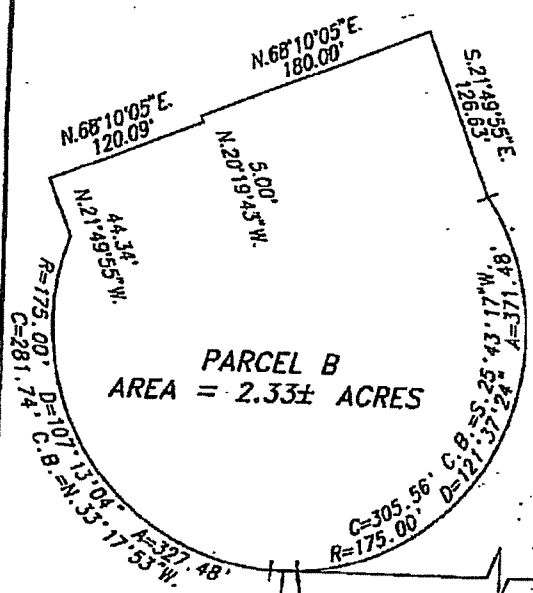 N.68°10'05"E.
180.00'
N.68°10'05"E.
120.09'
S.21°49'55"E.
126.63'
5.00'
N.20°19'43"W.
44.34'
N.21°49'55"W.
R=175.00' D=107°13'04" A=327.48'
C=281.74' C.B.=N.33°17'53"W.
PARCEL B
AREA = 2.33± ACRES
C=305.56' C.B.=S.25°43'17"W.
R=175.00' D=121°37'24" A=371.48'